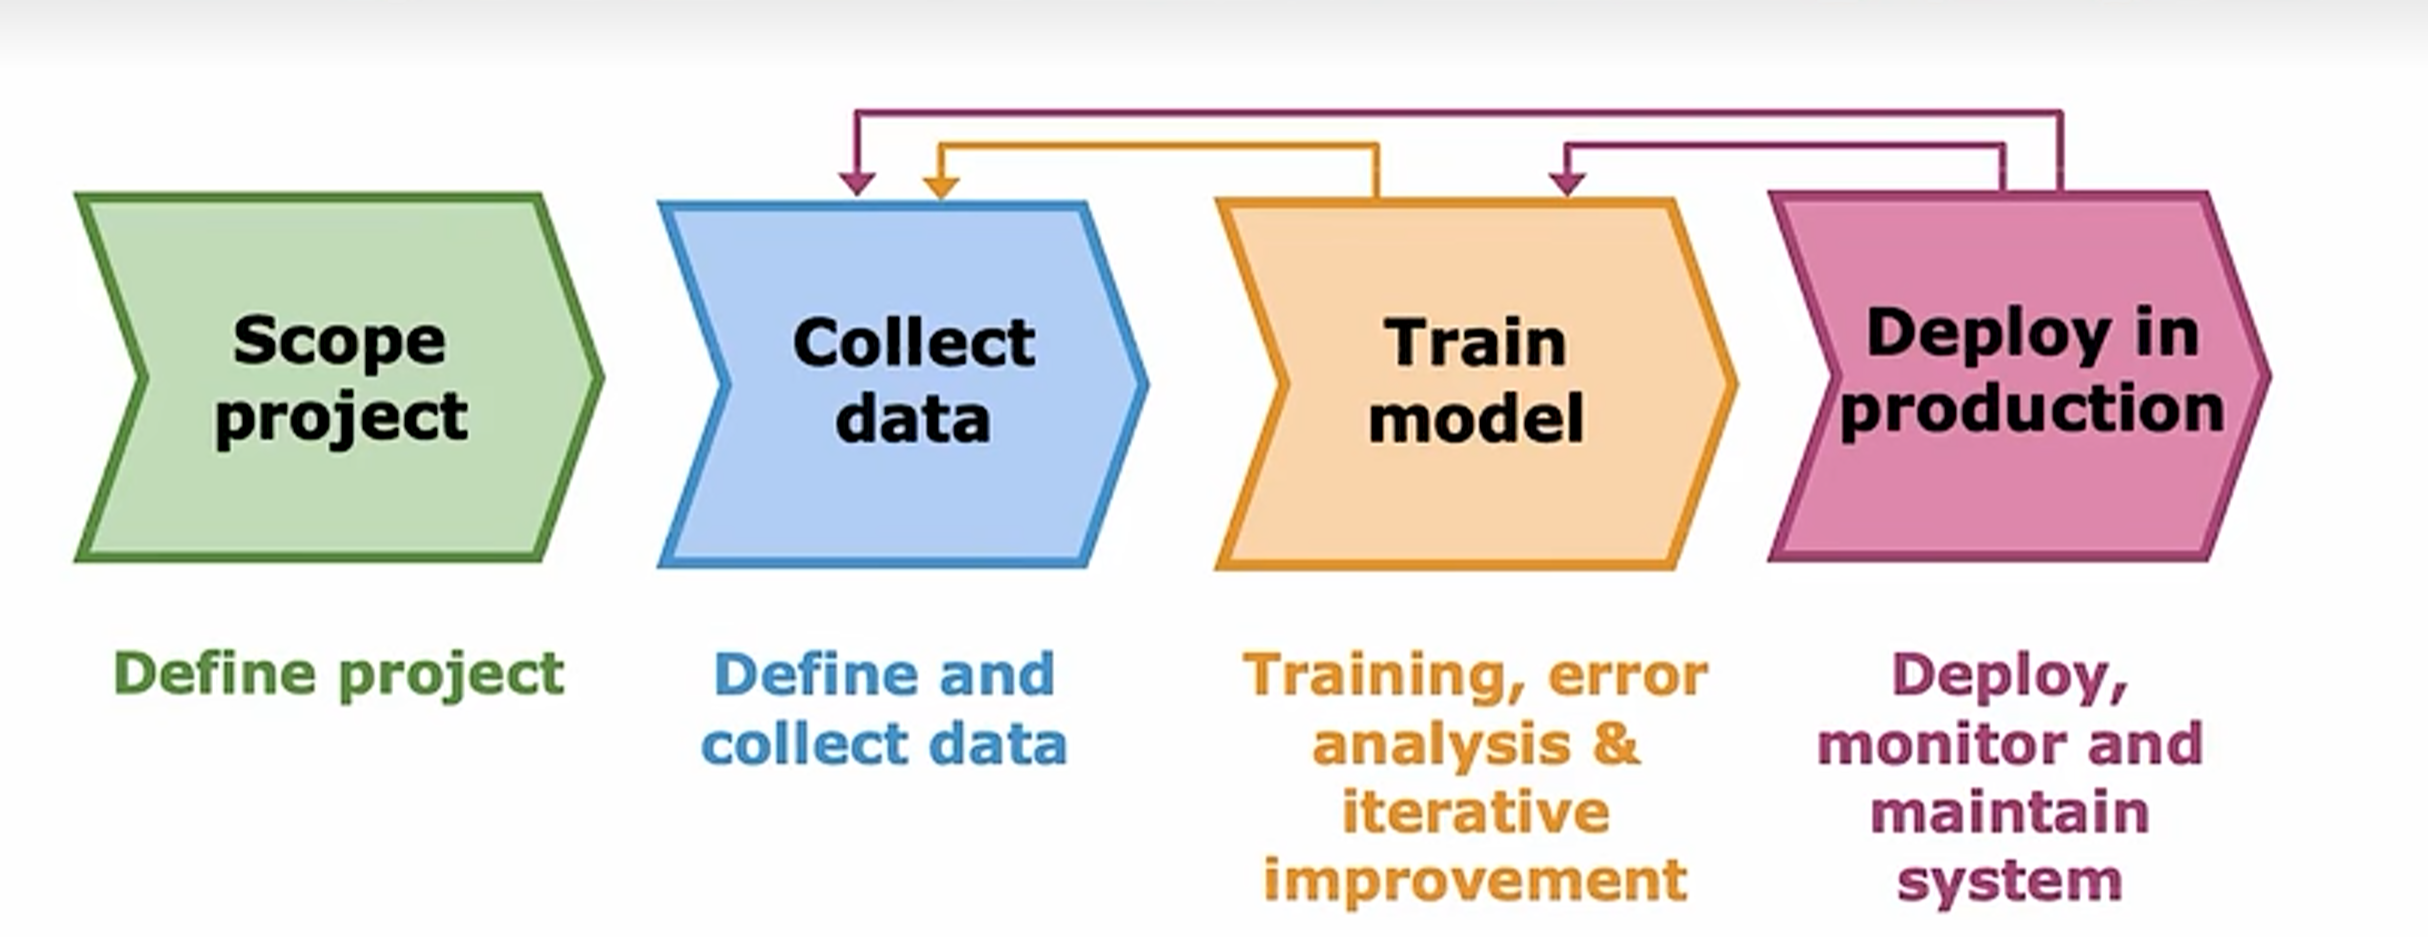 Scope
project
Collect
data
Train
model
Deploy in
production
Define project
Define and
collect data
Training, error
analysis &
iterative
improvement
Deploy,
monitor and
maintain
system